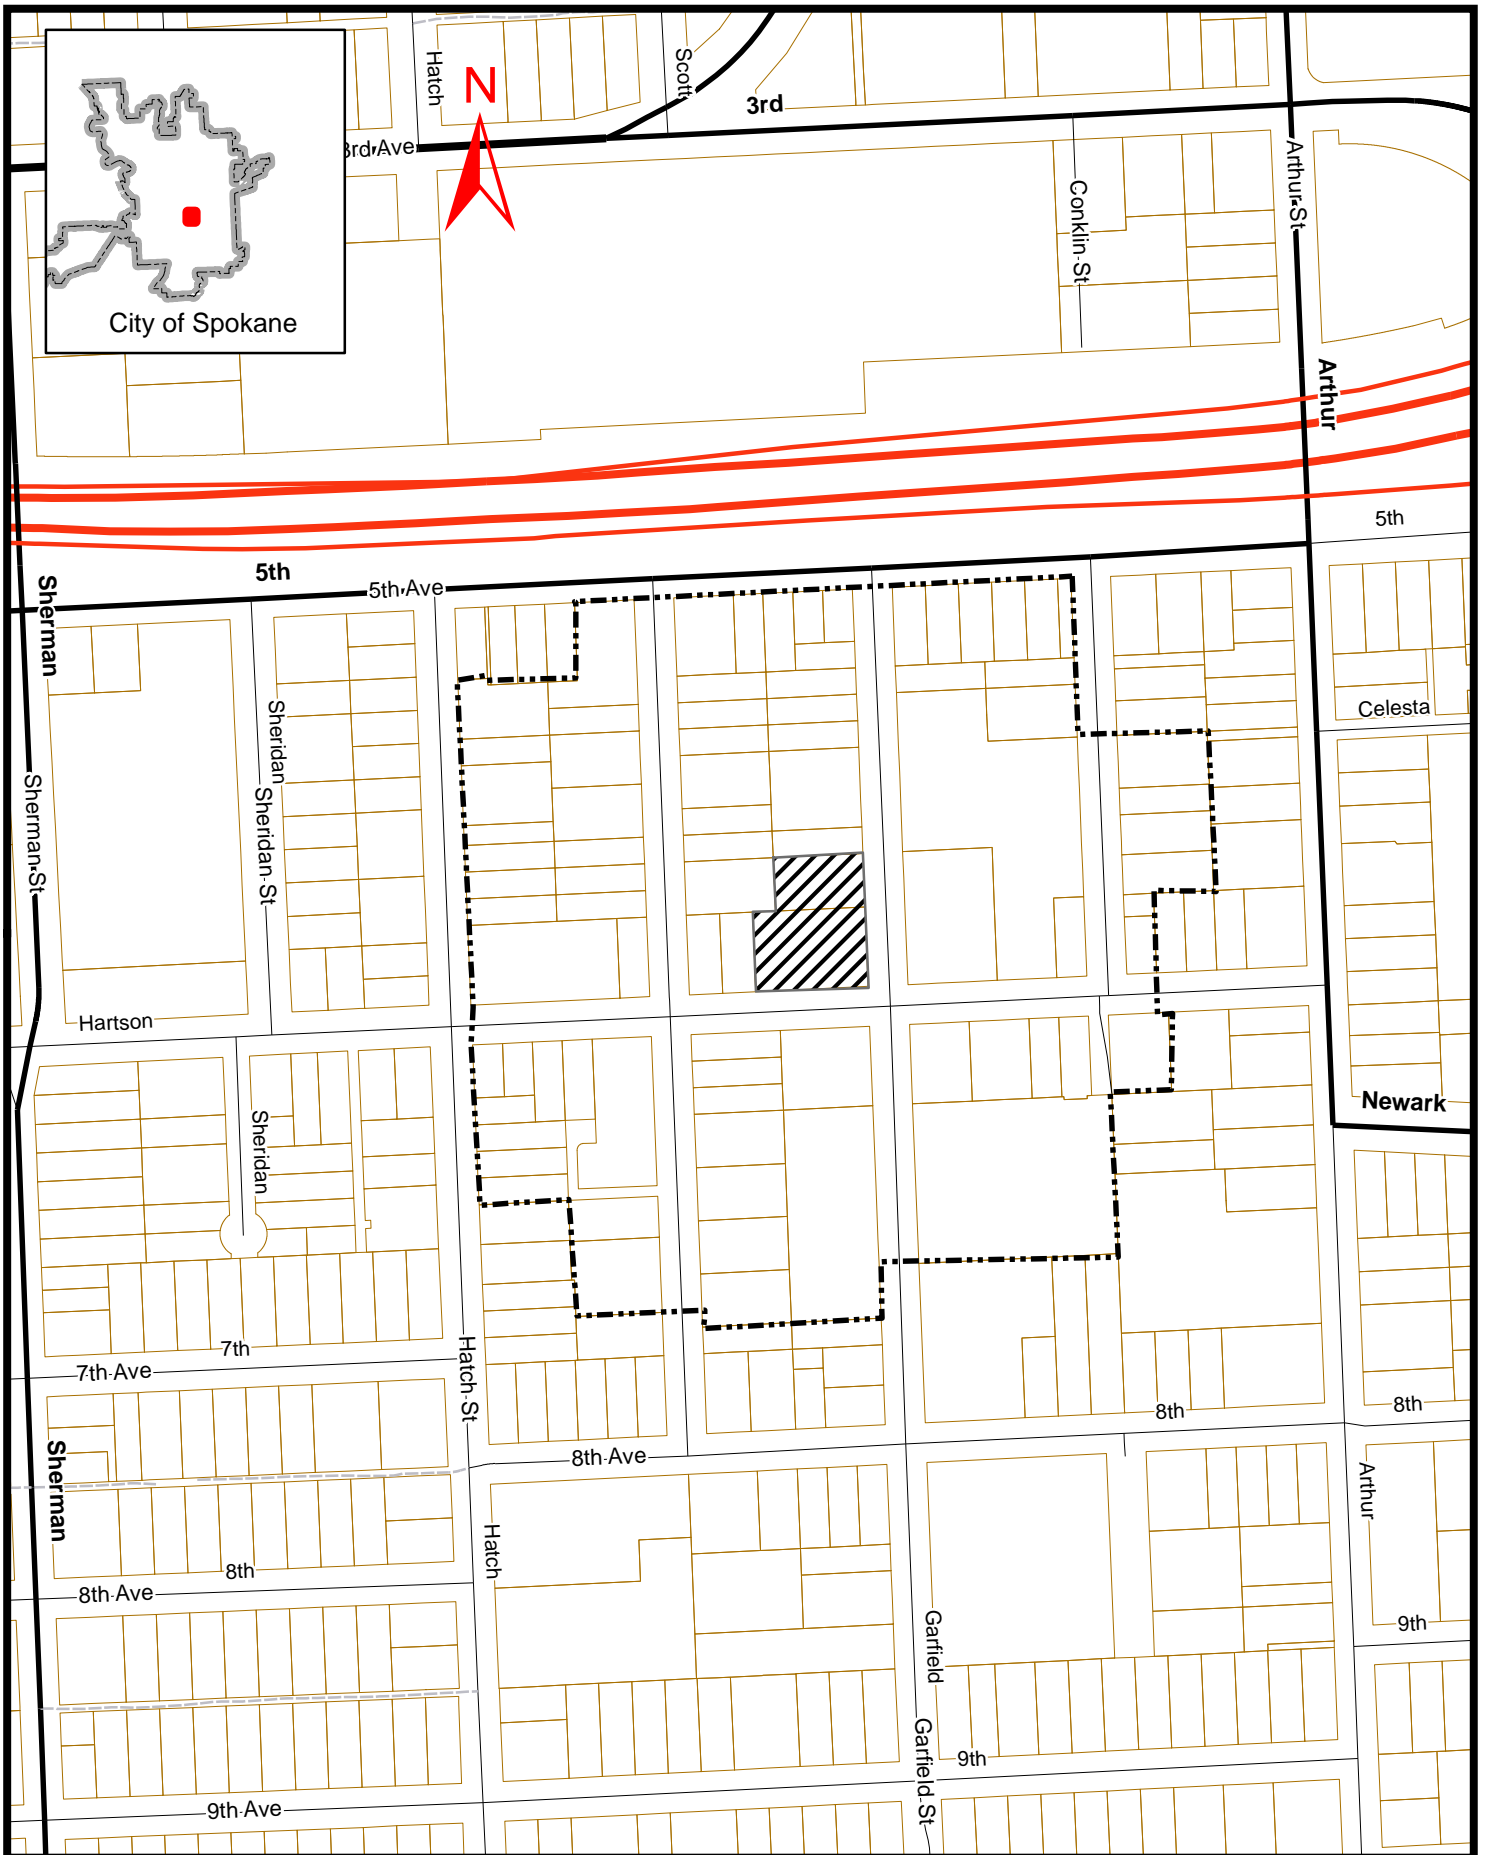 Hatch
Scott
N
3rd
3rd Ave
Arthur St
Conklin St
City of Spokane
Arthur
5th
5th
5th Ave
Sherman
Sheridan
Celesta
Sherman St
Sheridan St
Hartson
Newark
Sheridan
7th
7th Ave
Hatch St
8th
8th
8th Ave
Sherman
Arthur
Hatch
8th
8th Ave
Garfield
9th
Garfield St
9th
9th Ave